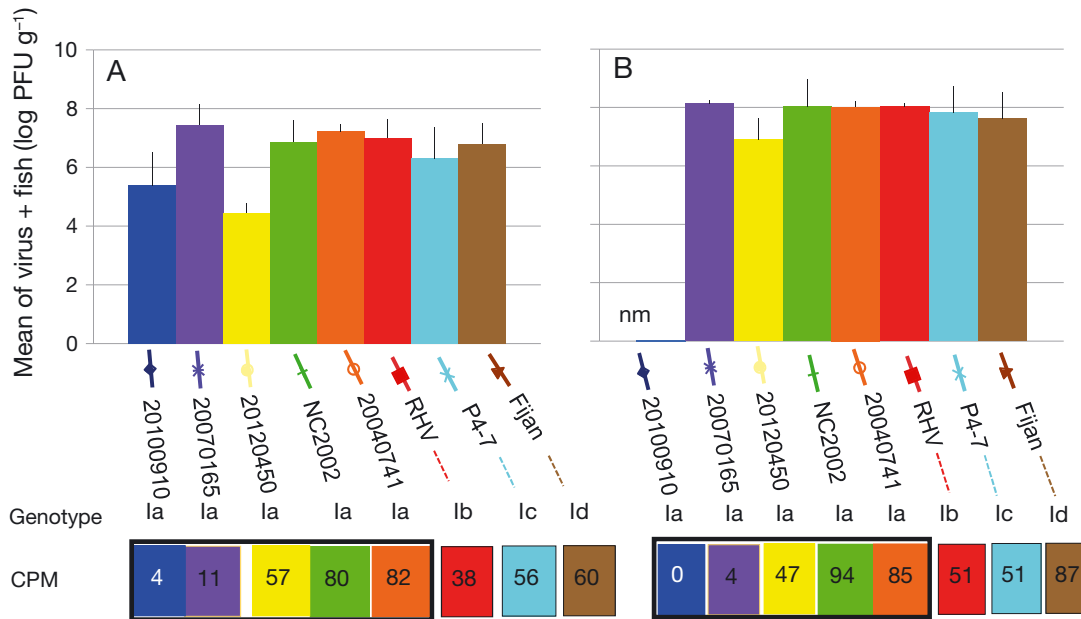 Mean of virus + fish (log PFU g⁻¹)
10
8
6
4
2
0
A
B
nm
20100910
20070165
20120450
NC2002
20040741
RHV
P4-7
Fijan
20100910
20070165
20120450
NC2002
20040741
RHV
P4-7
Fijan
Genotype Ia Ia Ia Ia Ia Ib Ic Id Ia Ia Ia Ia Ia Ib Ic Id
CPM 4 11 57 80 82 38 56 60 0 4 47 94 85 51 51 87